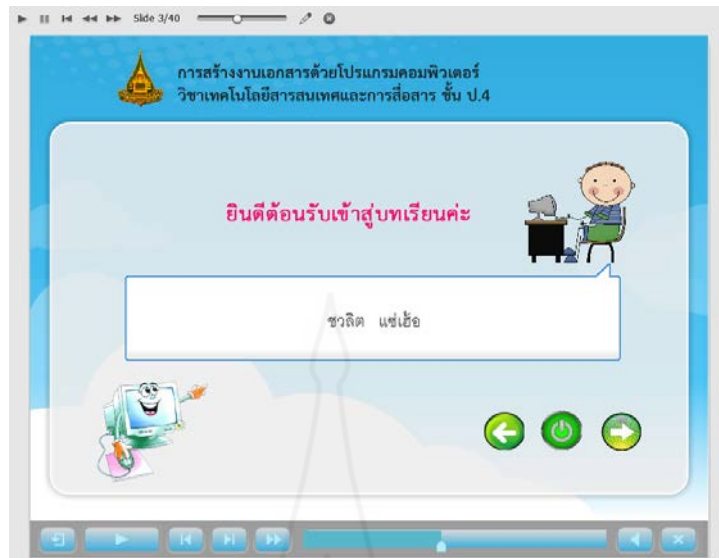 Slide 3/40
การสร้างงานเอกสารด้วยโปรแกรมคอมพิวเตอร์
วิชาเทคโนโลยีสารสนเทศและการสื่อสาร ชั้น ป.4
ยินดีต้อนรับเข้าสู่บทเรียนค่ะ
ชวลิต แซ่เฮ้อ